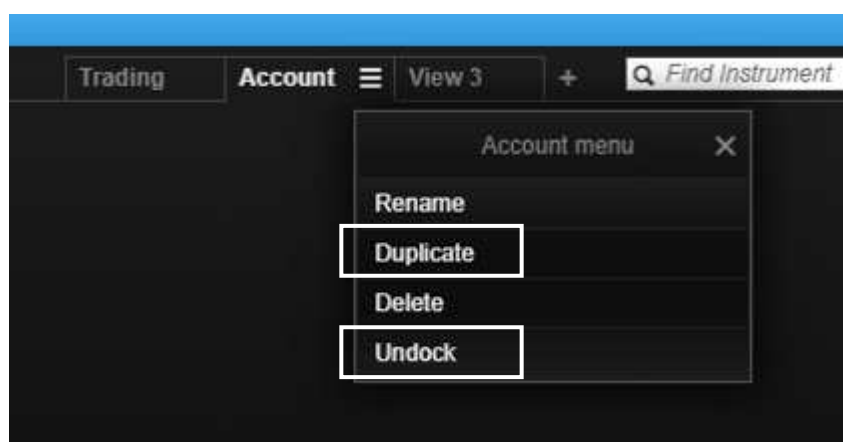 Trading Account View 3 + Find Instrument
Account menu
Rename
Duplicate
Delete
Undock